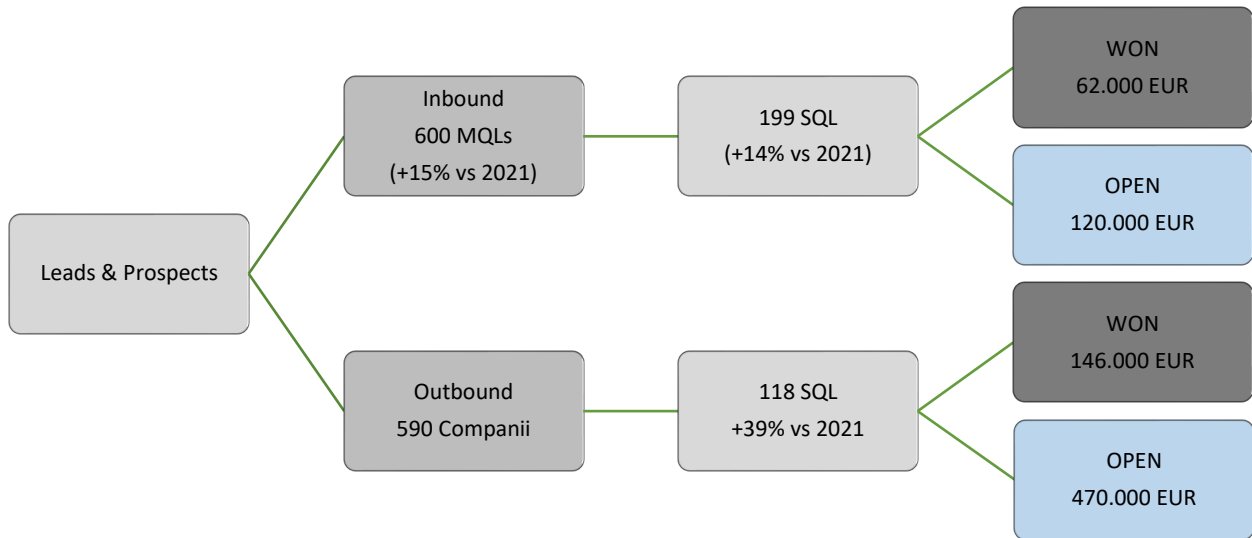 Leads & Prospects
Inbound
600 MQLs
(+15% vs 2021)
199 SQL
(+14% vs 2021)
WON
62.000 EUR
OPEN
120.000 EUR
Outbound
590 Companii
118 SQL
+39% vs 2021
WON
146.000 EUR
OPEN
470.000 EUR